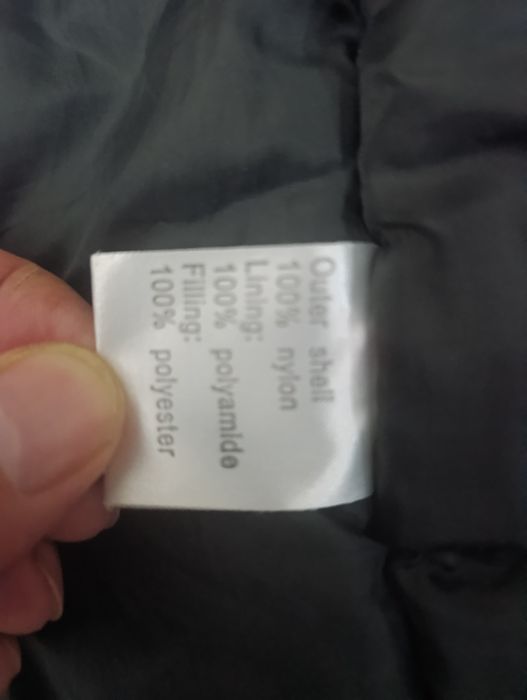 Outer shell
100% nylon
Lining:
100% polyamide
Filling:
100% polyester